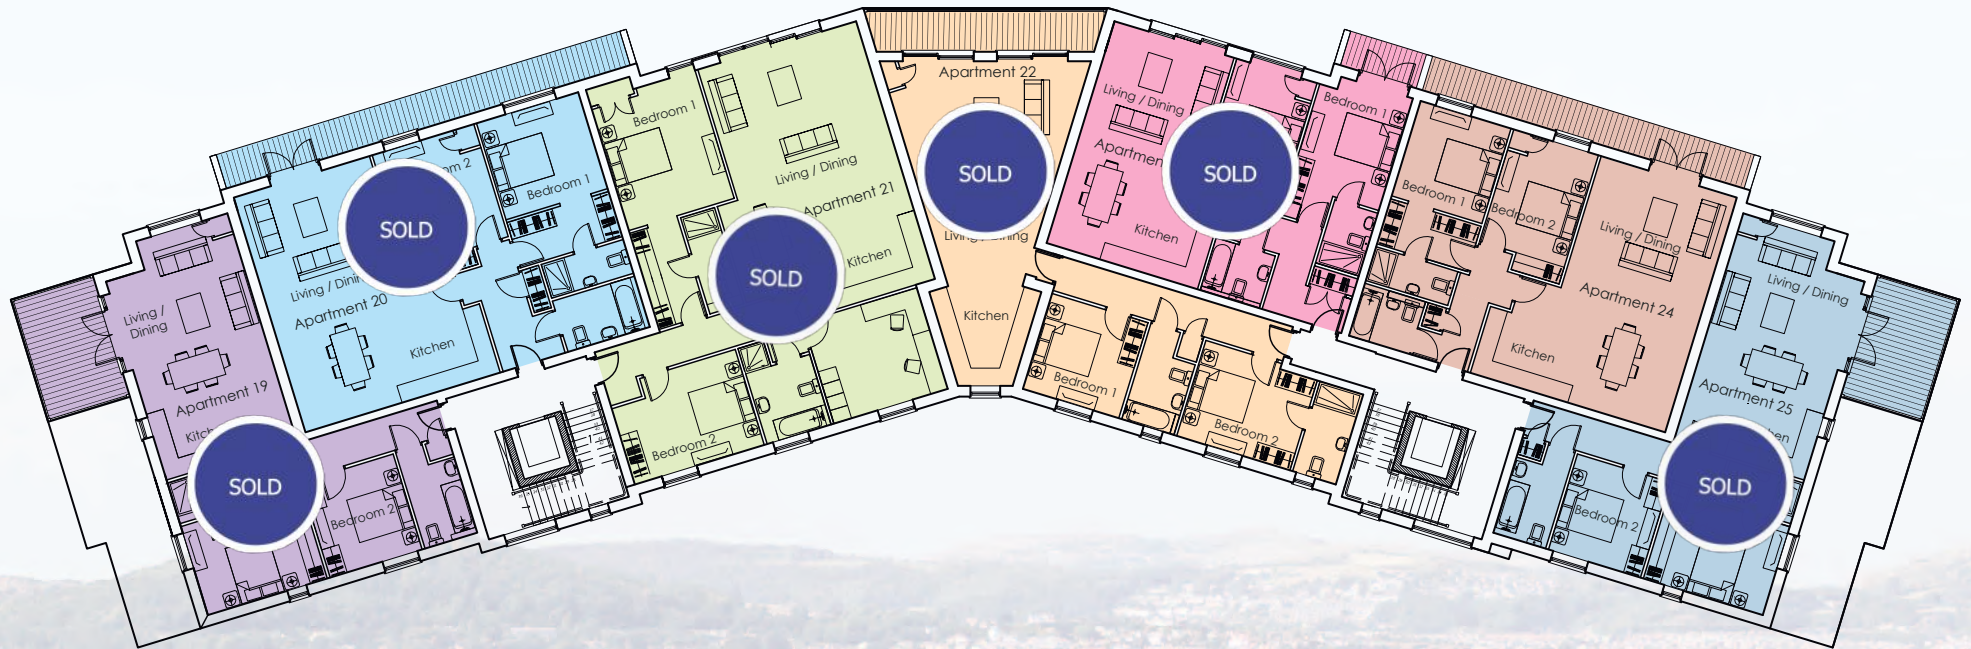 Living /
Dining
Apartment 19
SOLD
Bedroom 2
Living /
Apartment 20
Kitchen
SOLD
Bedroom 1
Bedroom 1
Living / Dining
Apartment 21
Kitchen
SOLD
Bedroom 2
Apartment 22
SOLD
Kitchen
Bedroom 1
Bedroom 2
Living / Dining
SOLD
Kitchen
Bedroom 1
Bedroom 1
Bedroom 2
Living / Dining
Apartment 24
Kitchen
Living / Dining
Apartment 25
SOLD
Bedroom 2